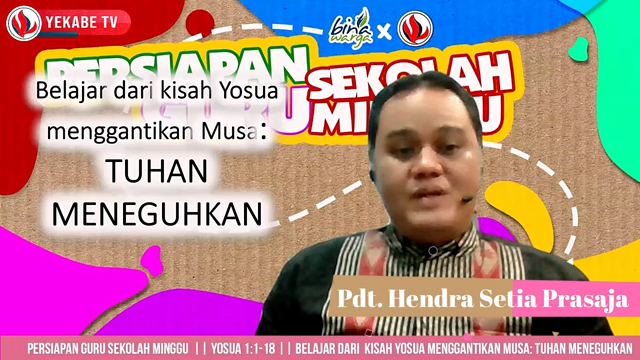 YEKABE TV
bina
warga
X
PERSIAPAN
GURU
SEKOLAH
MINGGU
Belajar dari kisah Yosua
menggantikan Musa:
TUHAN
MENEGUHKAN
Pdt. Hendra Setia Prasaja
PERSIAPAN GURU SEKOLAH MINGGU || YOSUA 1:1-18 || BELAJAR DARI KISAH YOSUA MENGGANTIKAN MUSA: TUHAN MENEGUHKAN